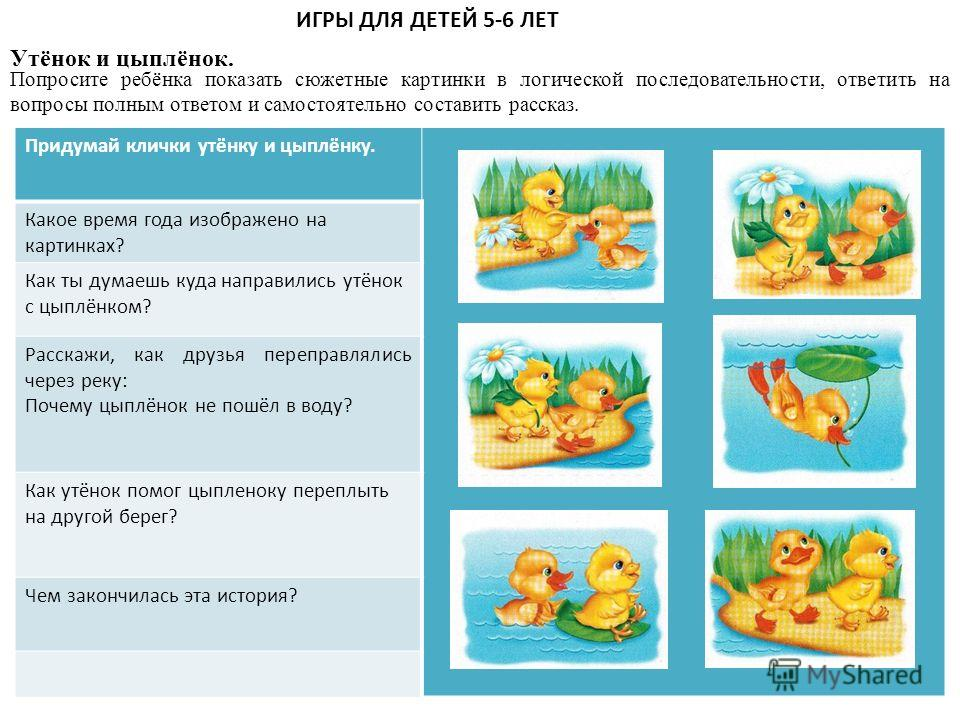 ИГРЫ ДЛЯ ДЕТЕЙ 5-6 ЛЕТ
Утёнок и цыплёнок.
Попросите ребёнка показать сюжетные картинки в логической последовательности, ответить на
вопросы полным ответом и самостоятельно составить рассказ.
Придумай клички утёнку и цыплёнку.
Какое время года изображено на
картинках?
Как ты думаешь куда направились утёнок
с цыплёнком?
Расскажи, как друзья переправлялись
через реку:
Почему цыплёнок не пошёл в воду?
Как утёнок помог цыпленоку переплыть
на другой берег?
Чем закончилась эта история?
MyShared